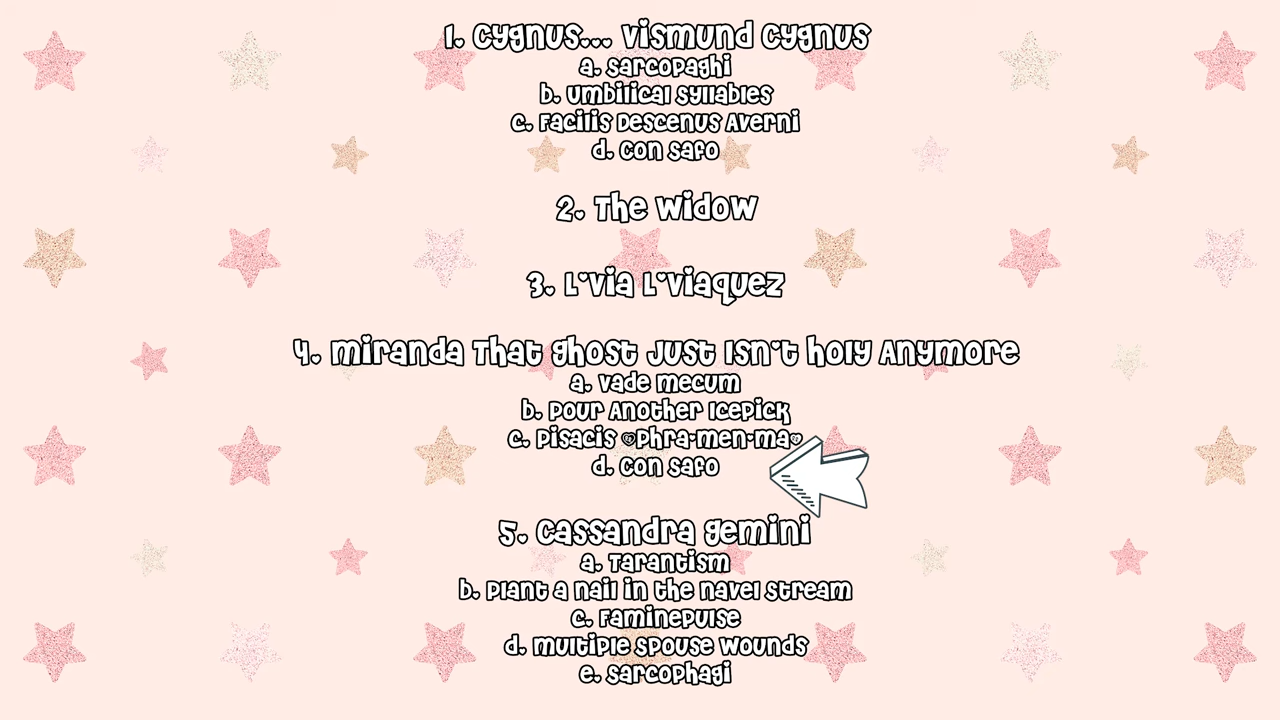 1. Cygnus... Vismund Cygnus
a. Sarcopaghi
b. Umbilical Syllables
c. Facilis Descenus Averni
d. Con Safo
2. The Widow
3. L'Via L'Viaquez
4. Miranda That Ghost Just Isn't Holy Anymore
a. Vade Mecum
b. Pour Another Icepick
c. Pisacis (Phra-Men-Ma)
d. Con Safo
5. Cassandra Gemini
a. Tarantism
b. Plant a Nail in the Navel Stream
c. Faminepulse
d. Multiple Spouse Wounds
e. Sarcophagi